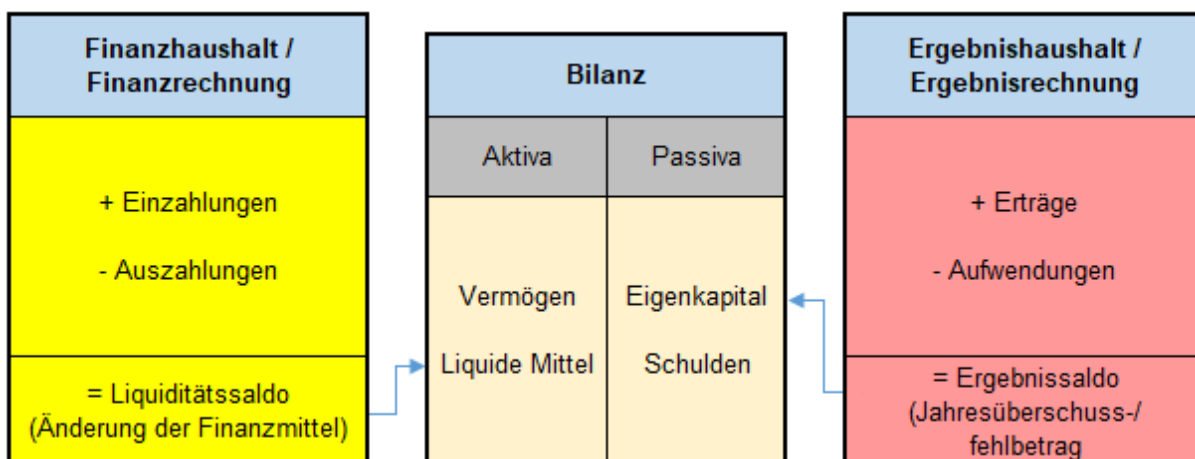 Finanzhaushalt /
Finanzrechnung
+ Einzahlungen
- Auszahlungen
= Liquiditätssaldo
(Änderung der Finanzmittel)
Bilanz
Aktiva
Passiva
Vermögen
Liquide Mittel
Eigenkapital
Schulden
Ergebnishaushalt /
Ergebnisrechnung
+ Erträge
- Aufwendungen
= Ergebnissaldo
(Jahresüberschuss-/
fehlbetrag